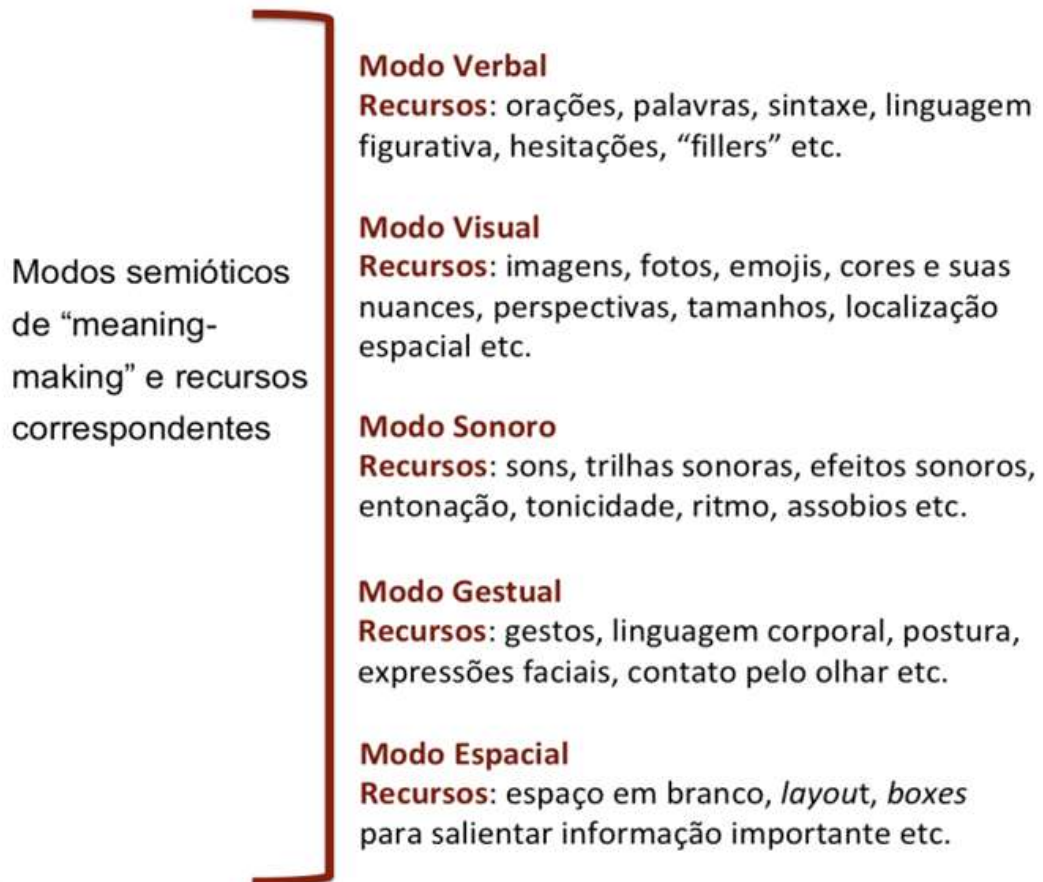 Modos semióticos
de “meaning-
making” e recursos
correspondentes
Modo Verbal
Recursos: orações, palavras, sintaxe, linguagem
figurativa, hesitações, “fillers” etc.
Modo Visual
Recursos: imagens, fotos, emojis, cores e suas
nuances, perspectivas, tamanhos, localização
espacial etc.
Modo Sonoro
Recursos: sons, trilhas sonoras, efeitos sonoros,
entonação, tonicidade, ritmo, assobios etc.
Modo Gestual
Recursos: gestos, linguagem corporal, postura,
expressões faciais, contato pelo olhar etc.
Modo Espacial
Recursos: espaço em branco, layout, boxes
para salientar informação importante etc.